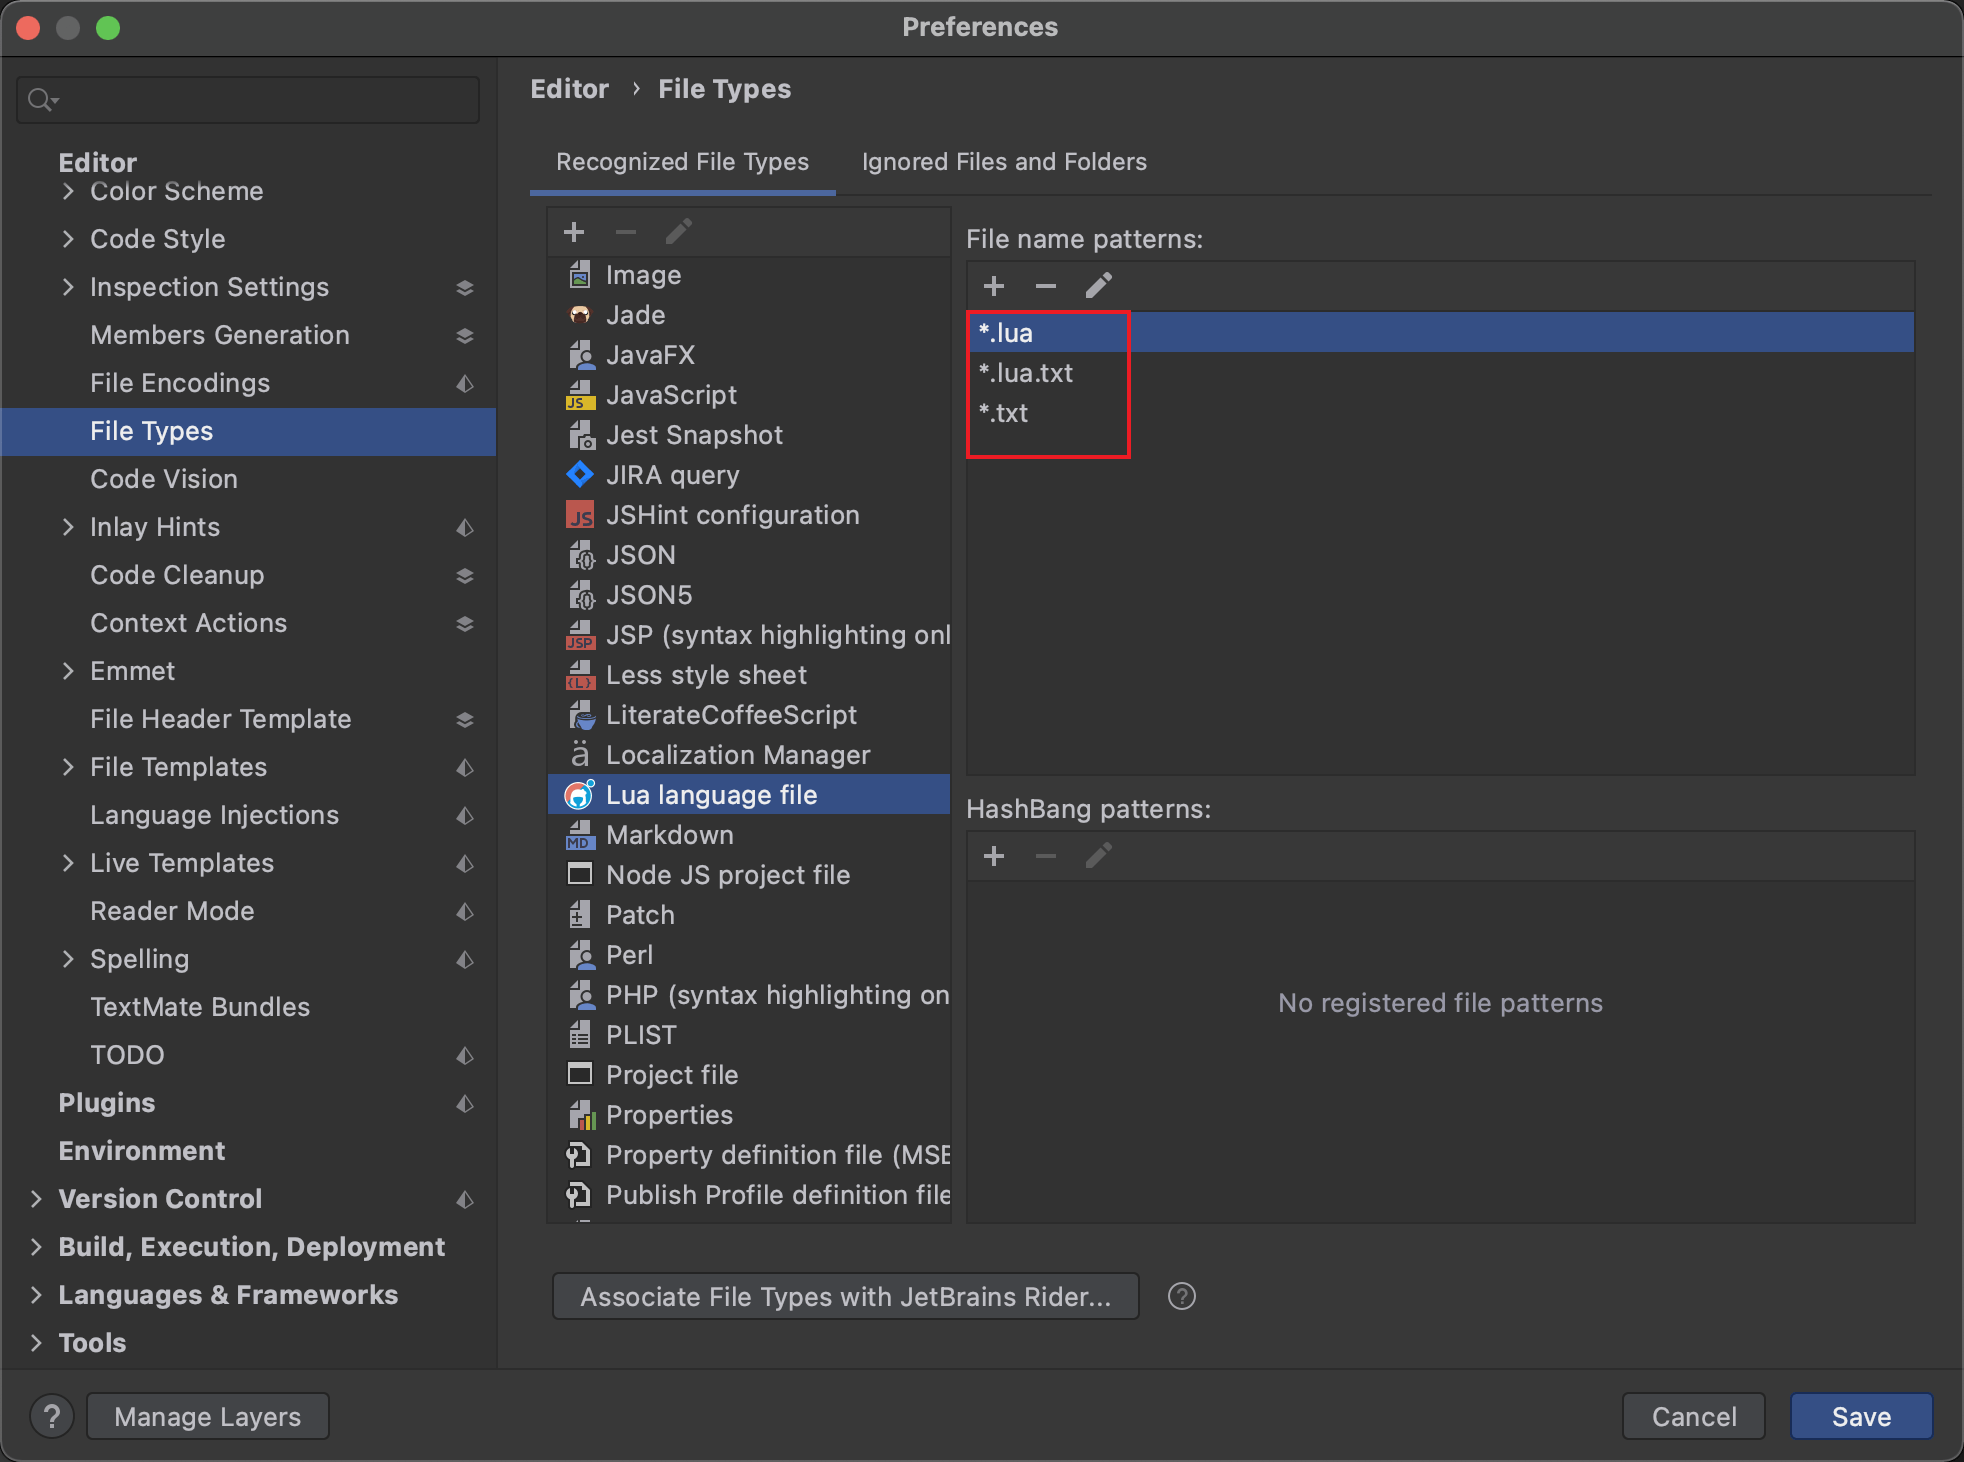 Preferences
Editor
Color Scheme
Code Style
Inspection Settings
Members Generation
File Encodings
File Types
Code Vision
Inlay Hints
Code Cleanup
Context Actions
Emmet
File Header Template
File Templates
Language Injections
Live Templates
Reader Mode
Spelling
TextMate Bundles
TODO
Plugins
Environment
Version Control
Build, Execution, Deployment
Languages & Frameworks
Tools
Editor › File Types
Recognized File Types
Ignored Files and Folders
Image
Jade
JavaFX
JavaScript
Jest Snapshot
JIRA query
JSHint configuration
JSON
JSON5
JSP (syntax highlighting onl
Less style sheet
LiterateCoffeeScript
Localization Manager
Lua language file
Markdown
Node JS project file
Patch
Perl
PHP (syntax highlighting on
PLIST
Project file
Properties
Property definition file (MSE
Publish Profile definition file
File name patterns:
*.lua
*.lua.txt
*.txt
HashBang patterns:
No registered file patterns
Associate File Types with JetBrains Rider...
?
?
Manage Layers
Cancel
Save